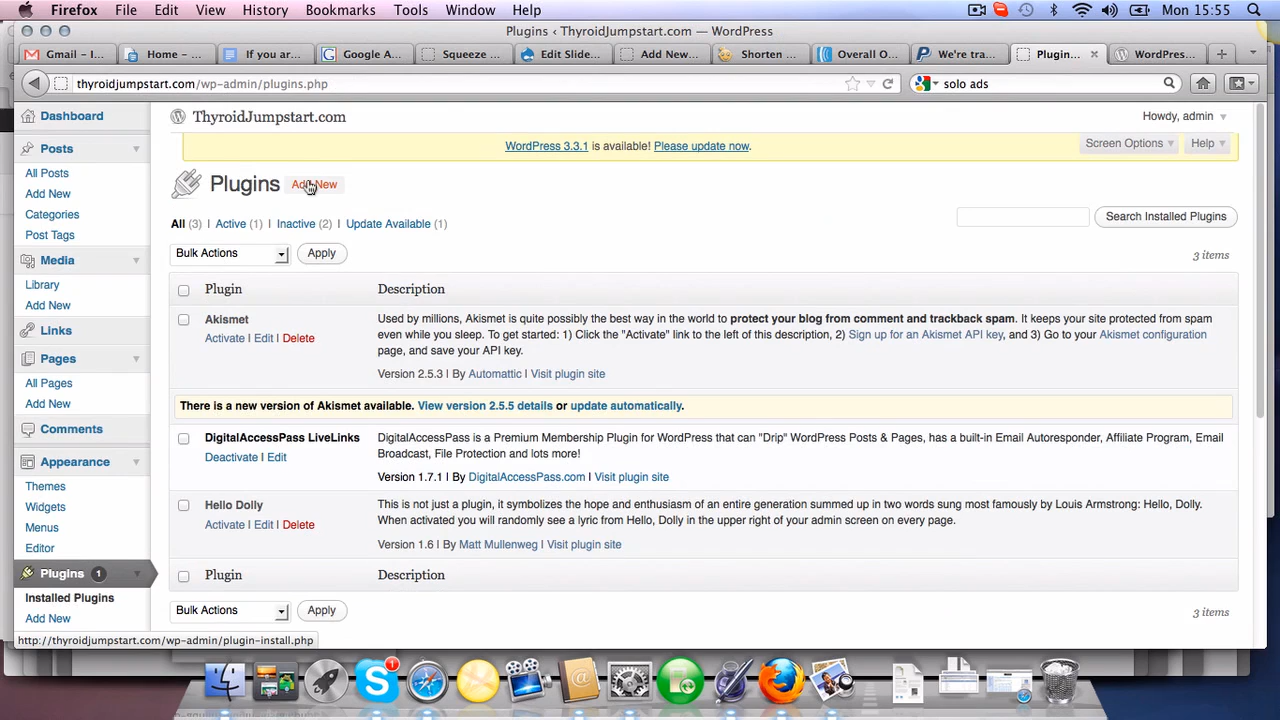 Firefox File Edit View History Bookmarks Tools Window Help Mon 15:55
Plugins ‹ ThyroidJumpstart.com — WordPress
Gmail - I... Home - ... If you ar... Google A... Squeeze Edit Slide... Add New... Shorten ... Overall O... We're tra... Plugin... WordPress...
thyroidjumpstart.com/wp-admin/plugins.php solo ads
Dashboard
Posts
All Posts
Add New
Categories
Post Tags
Media
Library
Add New
Links
Pages
All Pages
Add New
Comments
Appearance
Themes
Widgets
Menus
Editor
Plugins 1
Installed Plugins
Add New
ThyroidJumpstart.com Howdy, admin
WordPress 3.3.1 is available! Please update now.
Screen Options Help
Plugins Add New
All (3) | Active (1) | Inactive (2) | Update Available (1)
Search Installed Plugins
Bulk Actions Apply 3 items
Plugin Description
Akismet
Activate | Edit | Delete
Used by millions, Akismet is quite possibly the best way in the world to protect your blog from comment and trackback spam. It keeps your site protected from spam
even while you sleep. To get started: 1) Click the "Activate" link to the left of this description, 2) Sign up for an Akismet API key, and 3) Go to your Akismet configuration
page, and save your API key.
Version 2.5.3 | By Automattic | Visit plugin site
There is a new version of Akismet available. View version 2.5.5 details or update automatically.
DigitalAccessPass LiveLinks
Deactivate | Edit
DigitalAccessPass is a Premium Membership Plugin for WordPress that can "Drip" WordPress Posts & Pages, has a built-in Email Autoresponder, Affiliate Program, Email
Broadcast, File Protection and lots more!
Version 1.7.1 | By DigitalAccessPass.com | Visit plugin site
Hello Dolly
Activate | Edit | Delete
This is not just a plugin, it symbolizes the hope and enthusiasm of an entire generation summed up in two words sung most famously by Louis Armstrong: Hello, Dolly.
When activated you will randomly see a lyric from Hello, Dolly in the upper right of your admin screen on every page.
Version 1.6 | By Matt Mullenweg | Visit plugin site
Plugin Description
Bulk Actions Apply 3 items
http://thyroidjumpstart.com/wp-admin/plugin-install.php
1